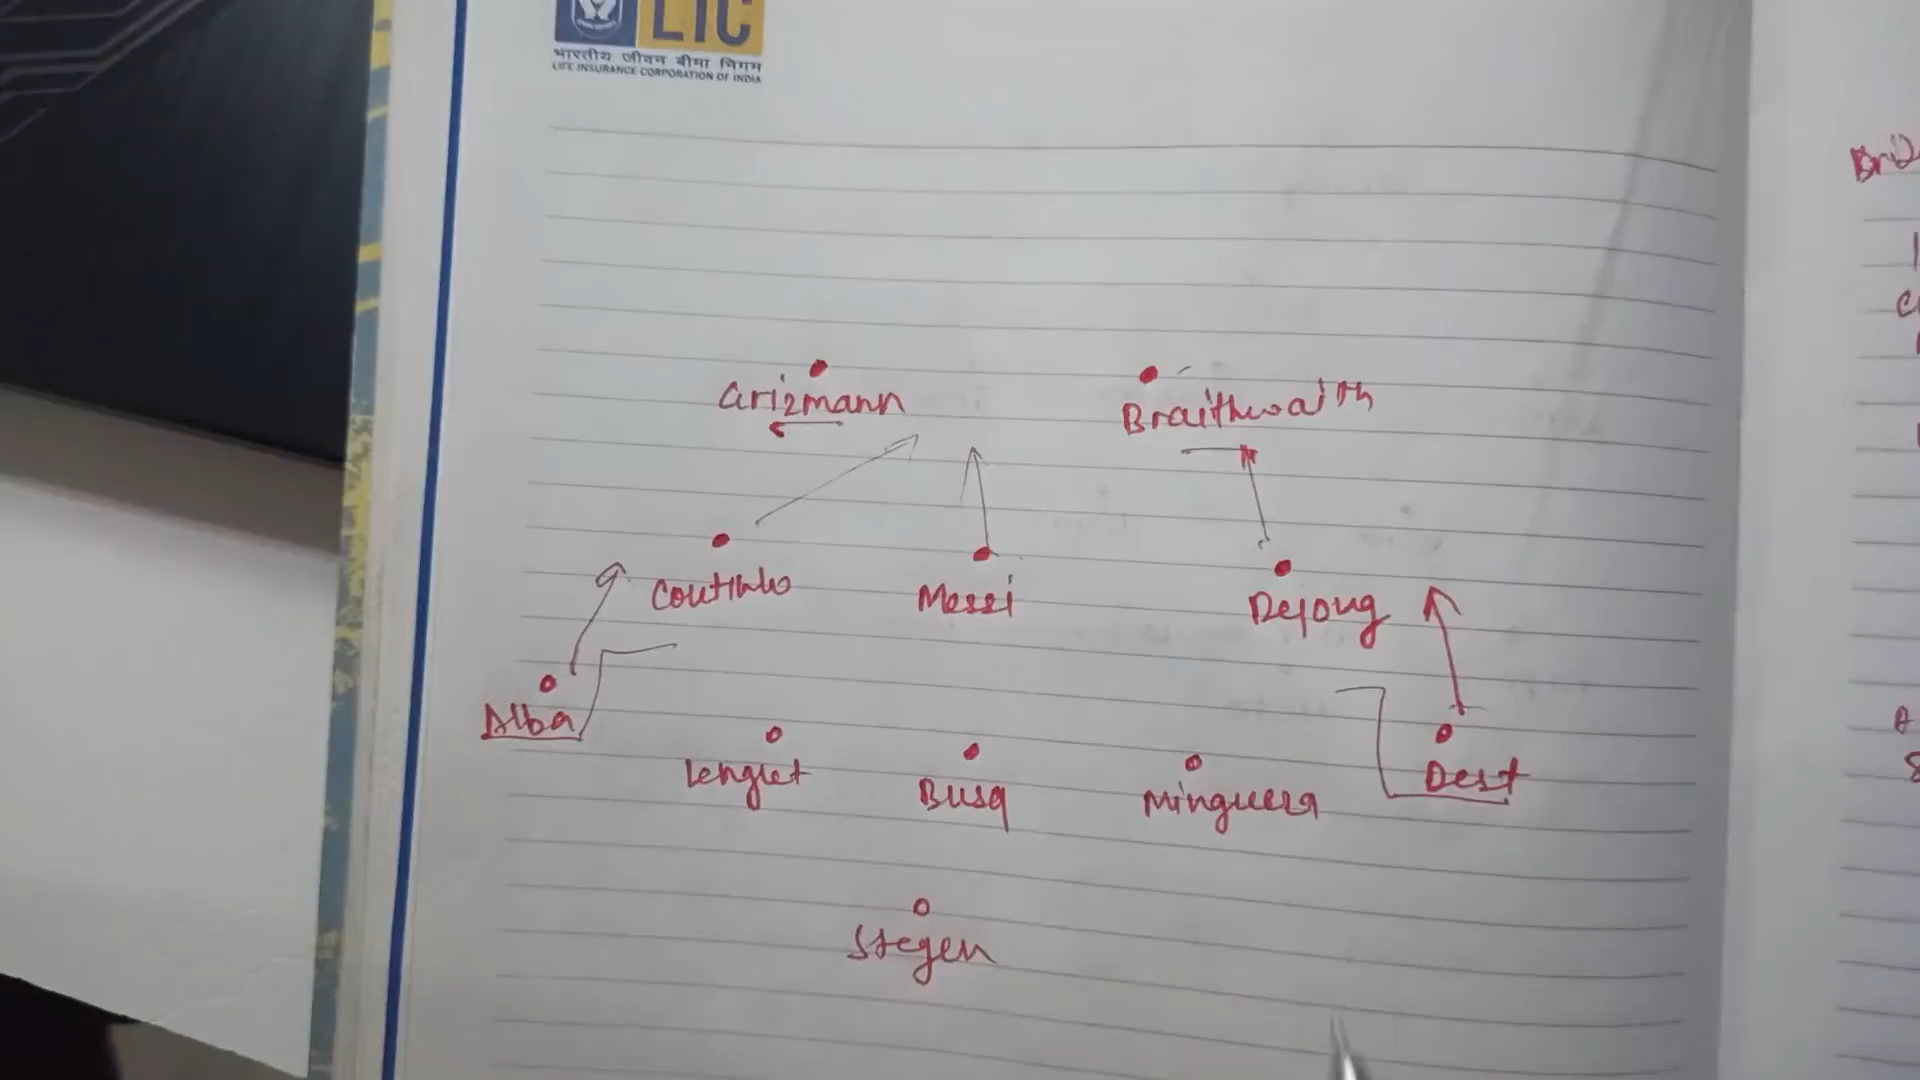 LIC
भारतीय जीवन बीमा निगम
LIFE INSURANCE CORPORATION OF INDIA
Grizmann
Braithwaith
Coutinho
Messi
Dejong
Alba
Lenglet
Busq
Mingueza
Dest
Stegen